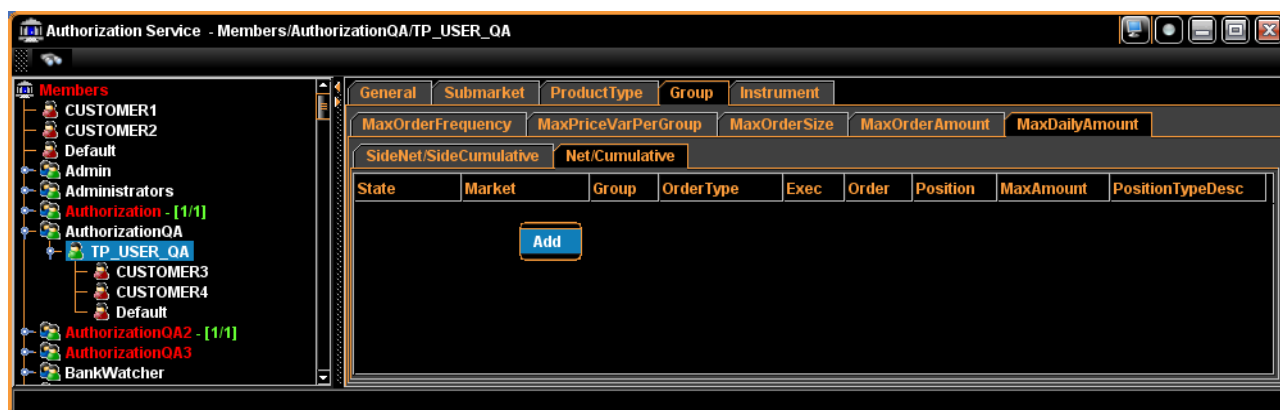 Authorization Service - Members/AuthorizationQA/TP_USER_QA
Members
CUSTOMER1
CUSTOMER2
Default
Admin
Administrators
Authorization - [1/1]
AuthorizationQA
TP_USER_QA
CUSTOMER3
CUSTOMER4
Default
AuthorizationQA2 - [1/1]
AuthorizationQA3
BankWatcher
General Submarket ProductType Group Instrument
MaxOrderFrequency MaxPriceVarPerGroup MaxOrderSize MaxOrderAmount MaxDailyAmount
SideNet/SideCumulative Net/Cumulative
State Market Group OrderType Exec Order Position MaxAmount PositionTypeDesc
Add